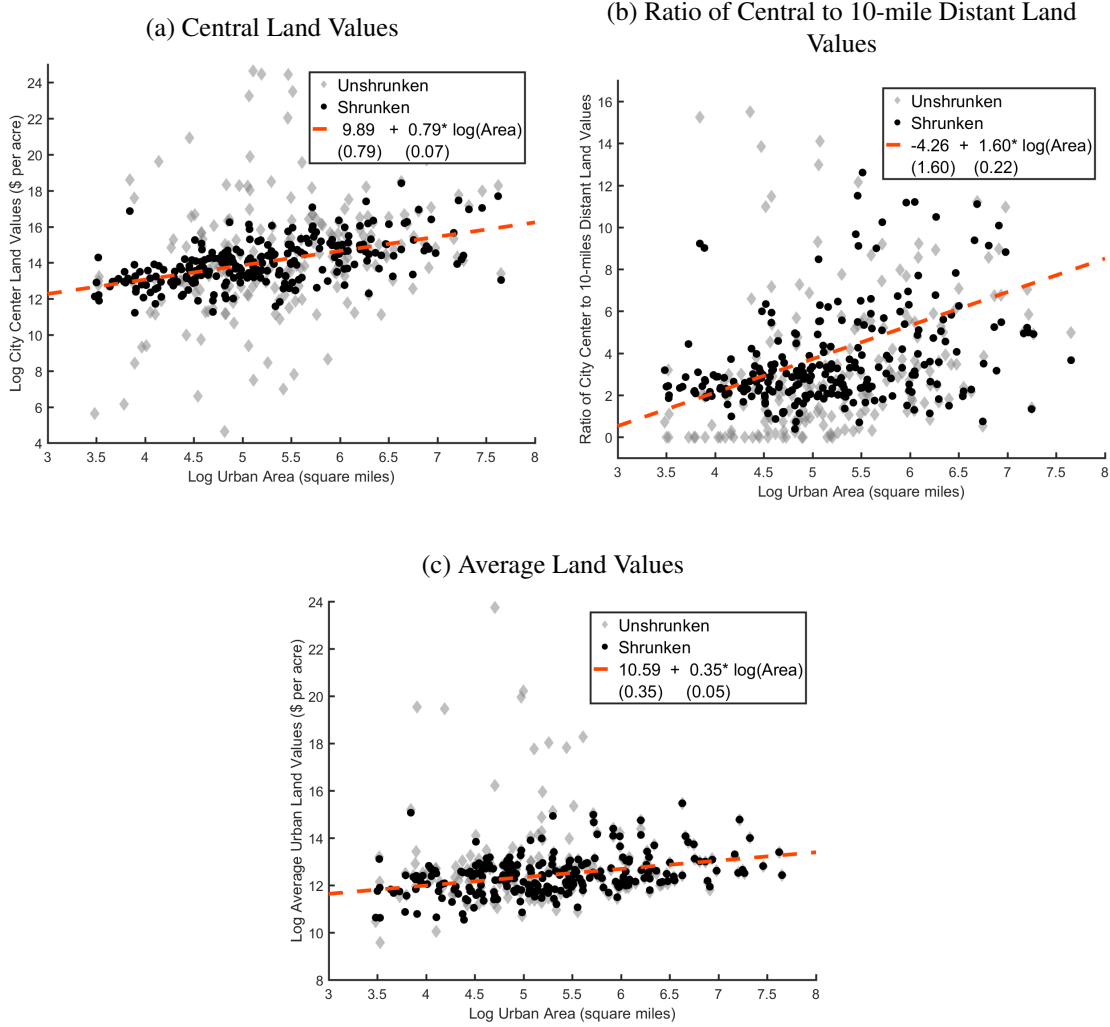 (a) Central Land Values
Log City Center Land Values ($ per acre)
24
22
20
18
16
14
12
10
8
6
4
Unshrunken
Shrunken
9.89 + 0.79* log(Area)
(0.79) (0.07)
3 3.5 4 4.5 5 5.5 6 6.5 7 7.5 8
Log Urban Area (square miles)
(b) Ratio of Central to 10-mile Distant Land
Values
Ratio of City Center to 10-miles Distant Land Values
16
14
12
10
8
6
4
2
0
Unshrunken
Shrunken
-4.26 + 1.60* log(Area)
(1.60) (0.22)
3 3.5 4 4.5 5 5.5 6 6.5 7 7.5 8
Log Urban Area (square miles)
(c) Average Land Values
Log Average Urban Land Values ($ per acre)
24
22
20
18
16
14
12
10
8
Unshrunken
Shrunken
10.59 + 0.35* log(Area)
(0.35) (0.05)
3 3.5 4 4.5 5 5.5 6 6.5 7 7.5 8
Log Urban Area (square miles)